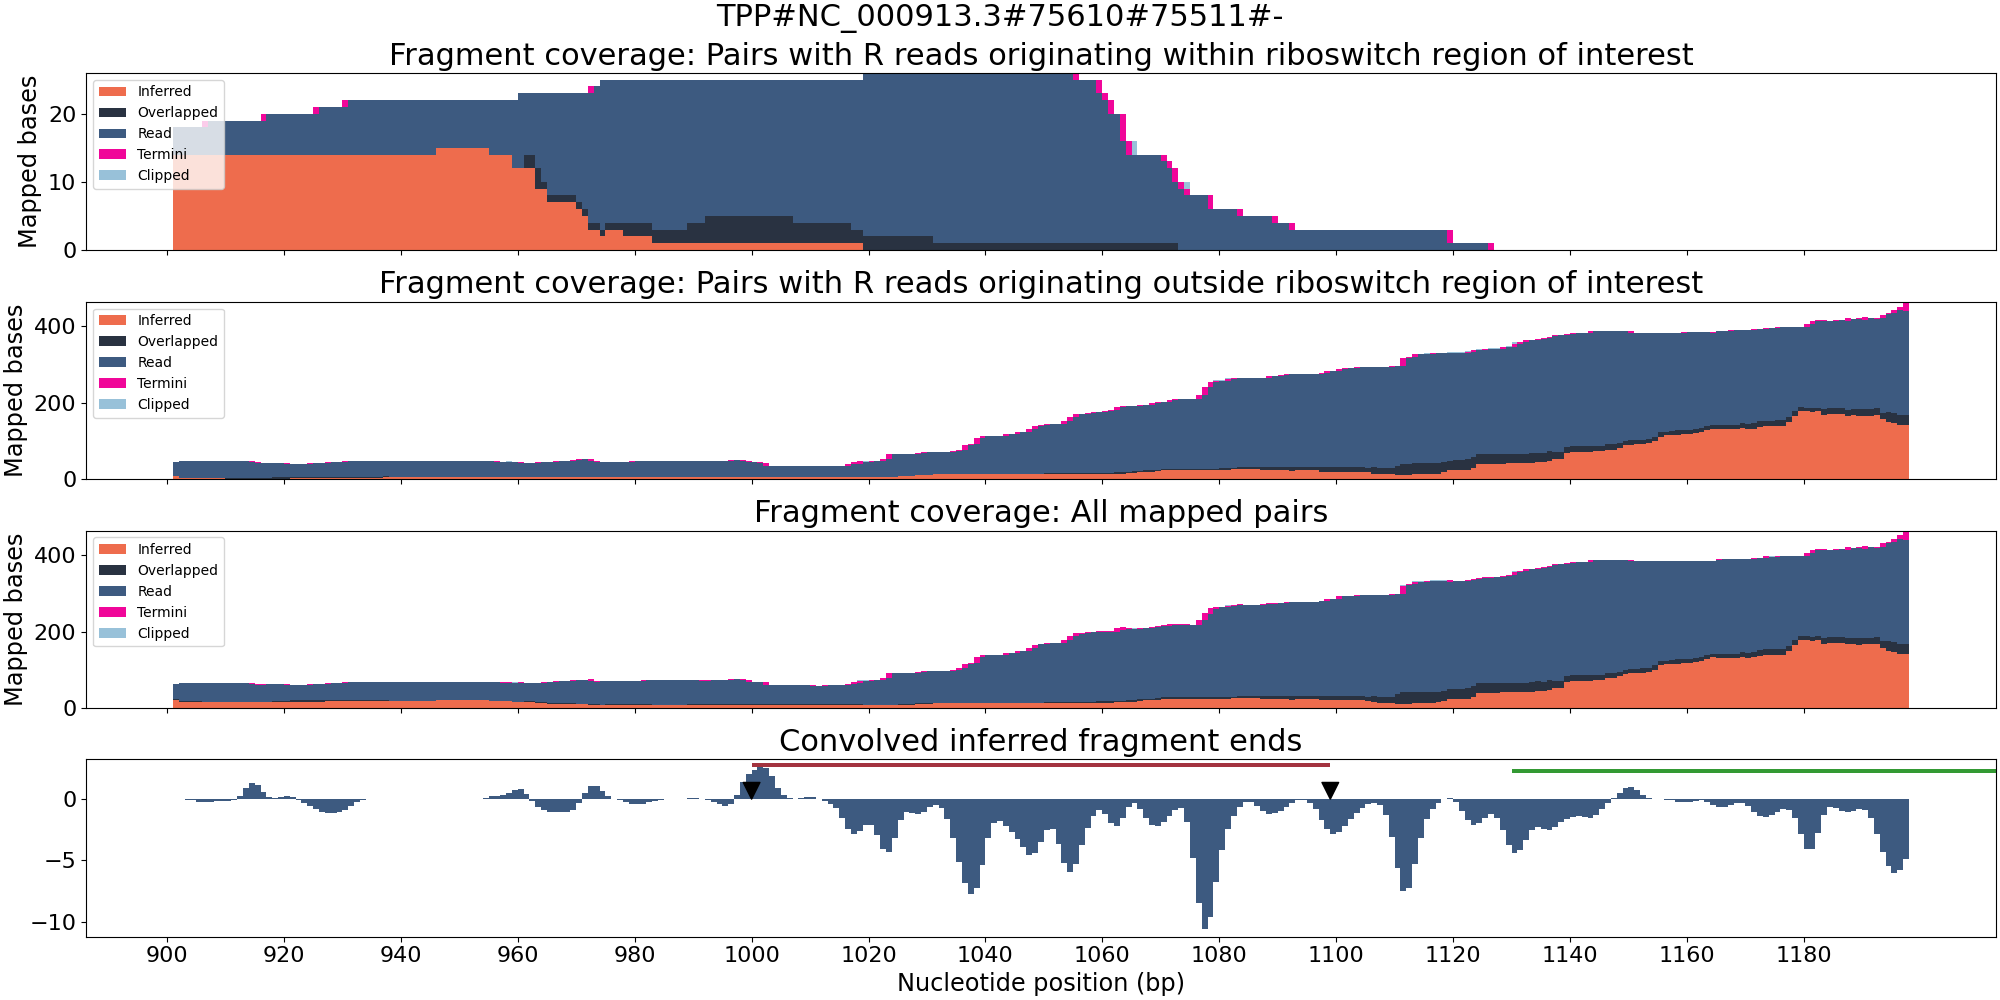 TPP#NC_000913.3#75610#75511#-
Fragment coverage: Pairs with R reads originating within riboswitch region of interest
Mapped bases
20
10
0
Inferred
Overlapped
Read
Termini
Clipped
Fragment coverage: Pairs with R reads originating outside riboswitch region of interest
Mapped bases
400
200
0
Inferred
Overlapped
Read
Termini
Clipped
Fragment coverage: All mapped pairs
Mapped bases
400
200
0
Inferred
Overlapped
Read
Termini
Clipped
Convolved inferred fragment ends
0
−5
−10
900 920 940 960 980 1000 1020 1040 1060 1080 1100 1120 1140 1160 1180
Nucleotide position (bp)